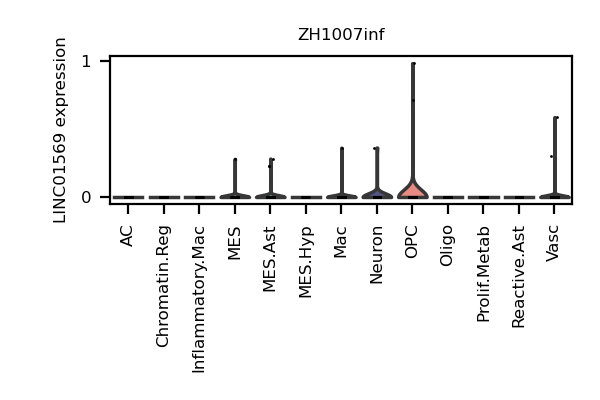 ZH1007inf
LINC01569 expression
1
0
AC
Chromatin.Reg
Inflammatory.Mac
MES
MES.Ast
MES.Hyp
Mac
Neuron
OPC
Oligo
Prolif.Metab
Reactive.Ast
Vasc